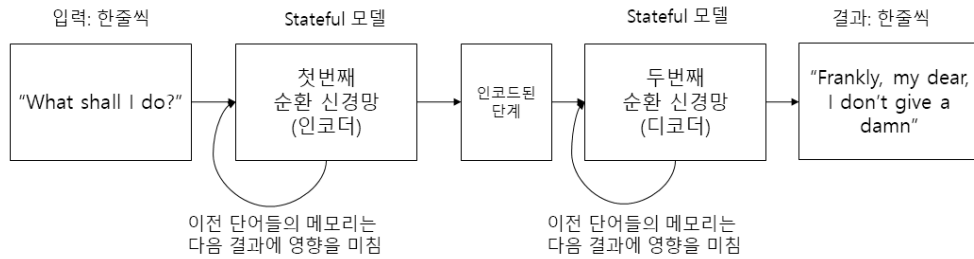 입력: 한줄씩
Stateful 모델
Stateful 모델
결과: 한줄씩
"What shall I do?"
첫번째
순환 신경망
(인코더)
인코드된
단계
두번째
순환 신경망
(디코더)
"Frankly, my dear,
I don't give a
damn"
이전 단어들의 메모리는
다음 결과에 영향을 미침
이전 단어들의 메모리는
다음 결과에 영향을 미침